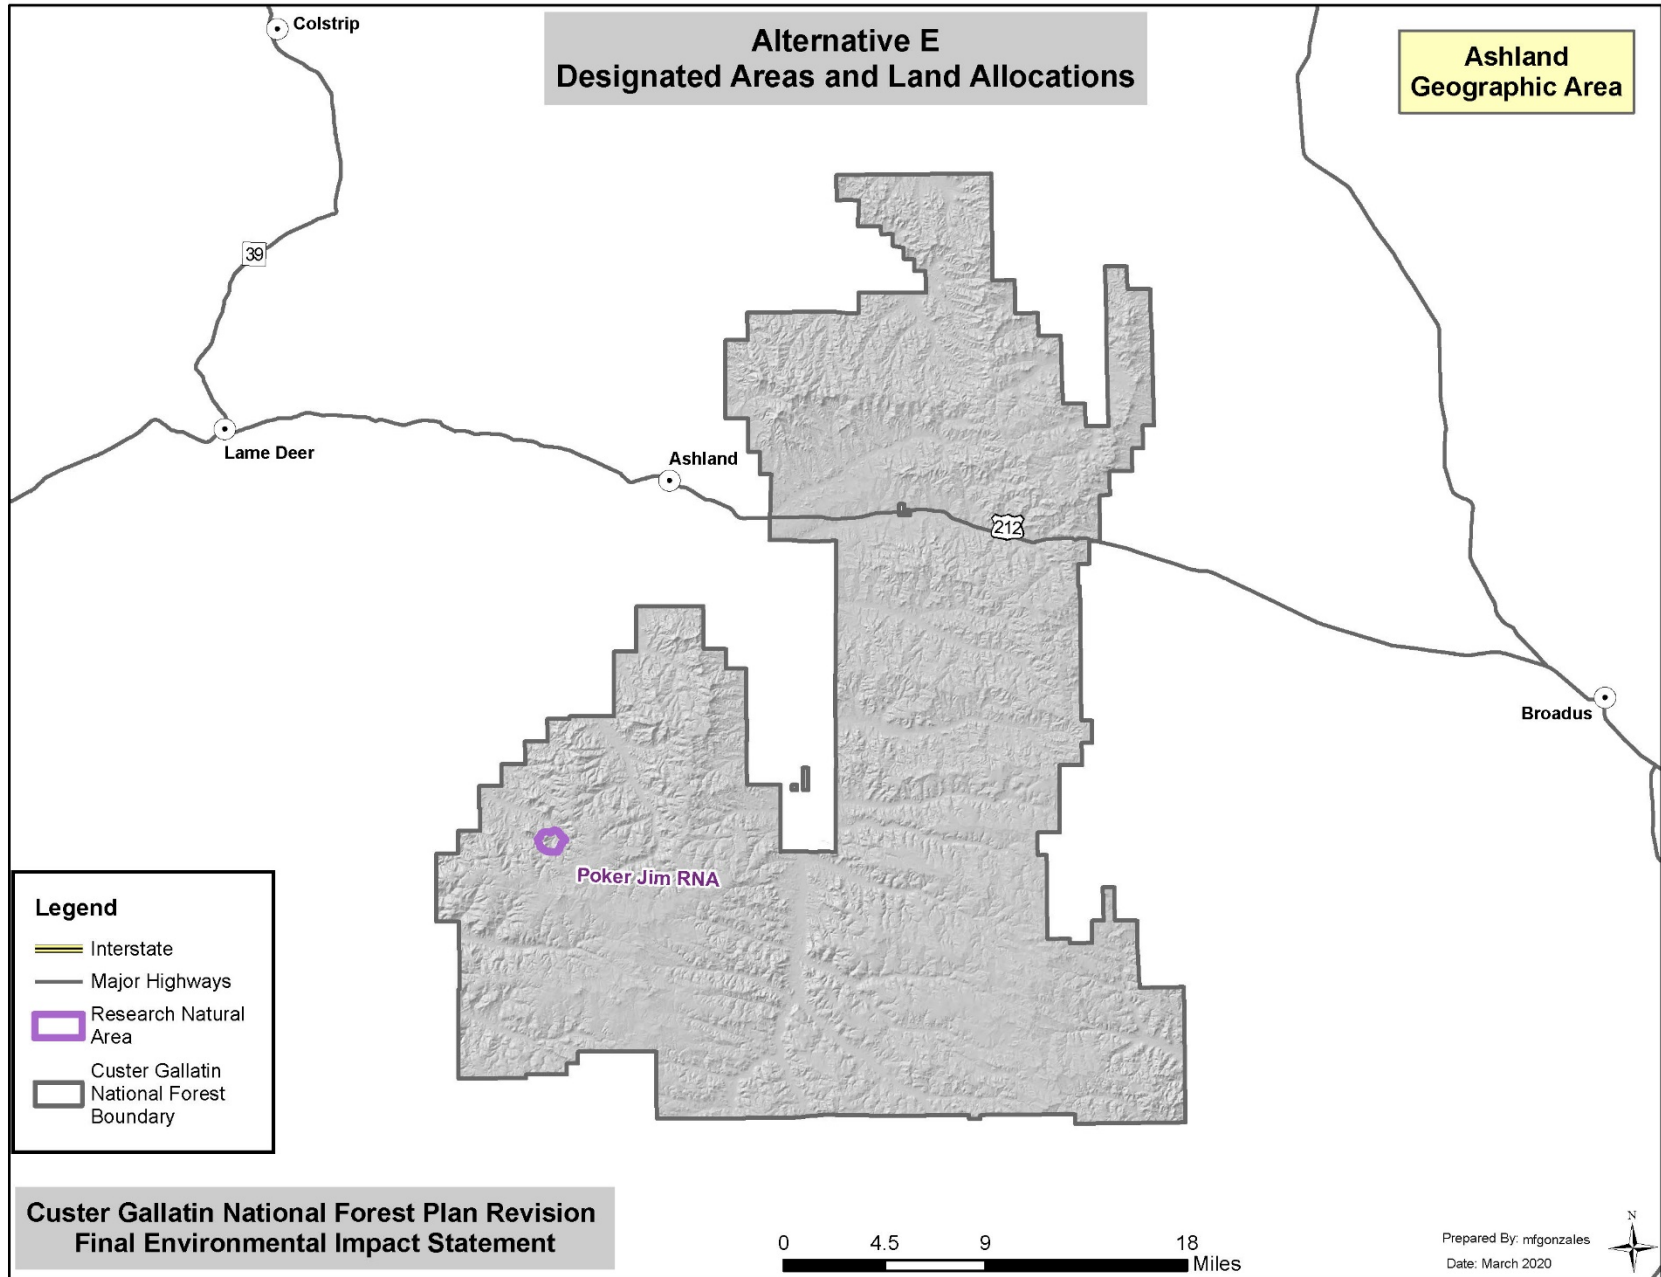 Colstrip
Alternative E
Designated Areas and Land Allocations
Ashland
Geographic Area
39
Lame Deer
Ashland
212
Broadus
Poker Jim RNA
Legend
Interstate
Major Highways
Research Natural
Area
Custer Gallatin
National Forest
Boundary
Custer Gallatin National Forest Plan Revision
Final Environmental Impact Statement
0 4.5 9 18
Miles
Prepared By: mfgonzales
Date: March 2020
N